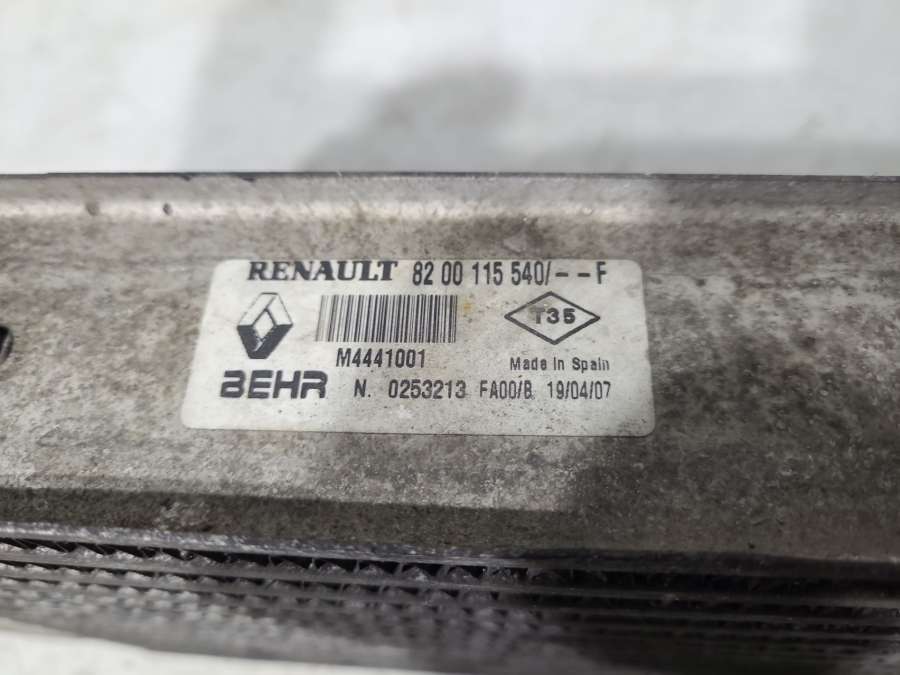 RENAULT 82 00 115 540/--F
T35
M4441001
Made in Spain
BEHR N. 0253213 FA00/B 19/04/07